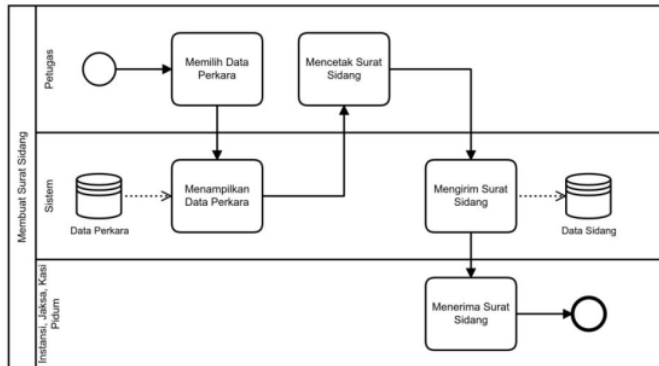 Membuat Surat Sidang
Petugas
Memilih Data
Perkara
Mencetak Surat
Sidang
Sistem
Data Perkara
Menampilkan
Data Perkara
Mengirim Surat
Sidang
Data Sidang
Instansi, Jaksa, Kasi
Pidum
Menerima Surat
Sidang